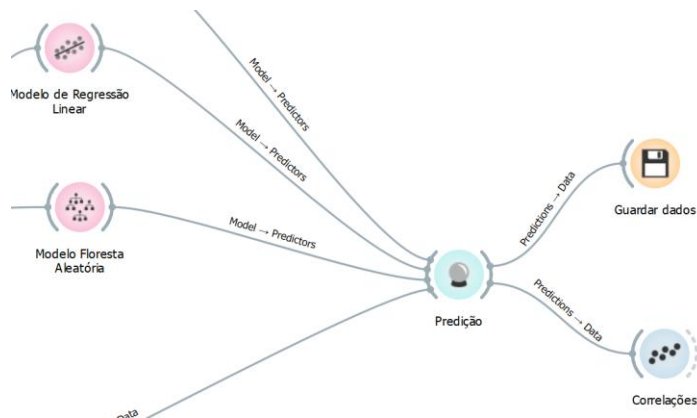 Model → Predictors
Modelo de Regressão
Linear
Model → Predictors
Modelo Floresta
Aleatória
Model → Predictors
Predição
Predictions → Data
Guardar dados
Predictions → Data
Correlações
Data